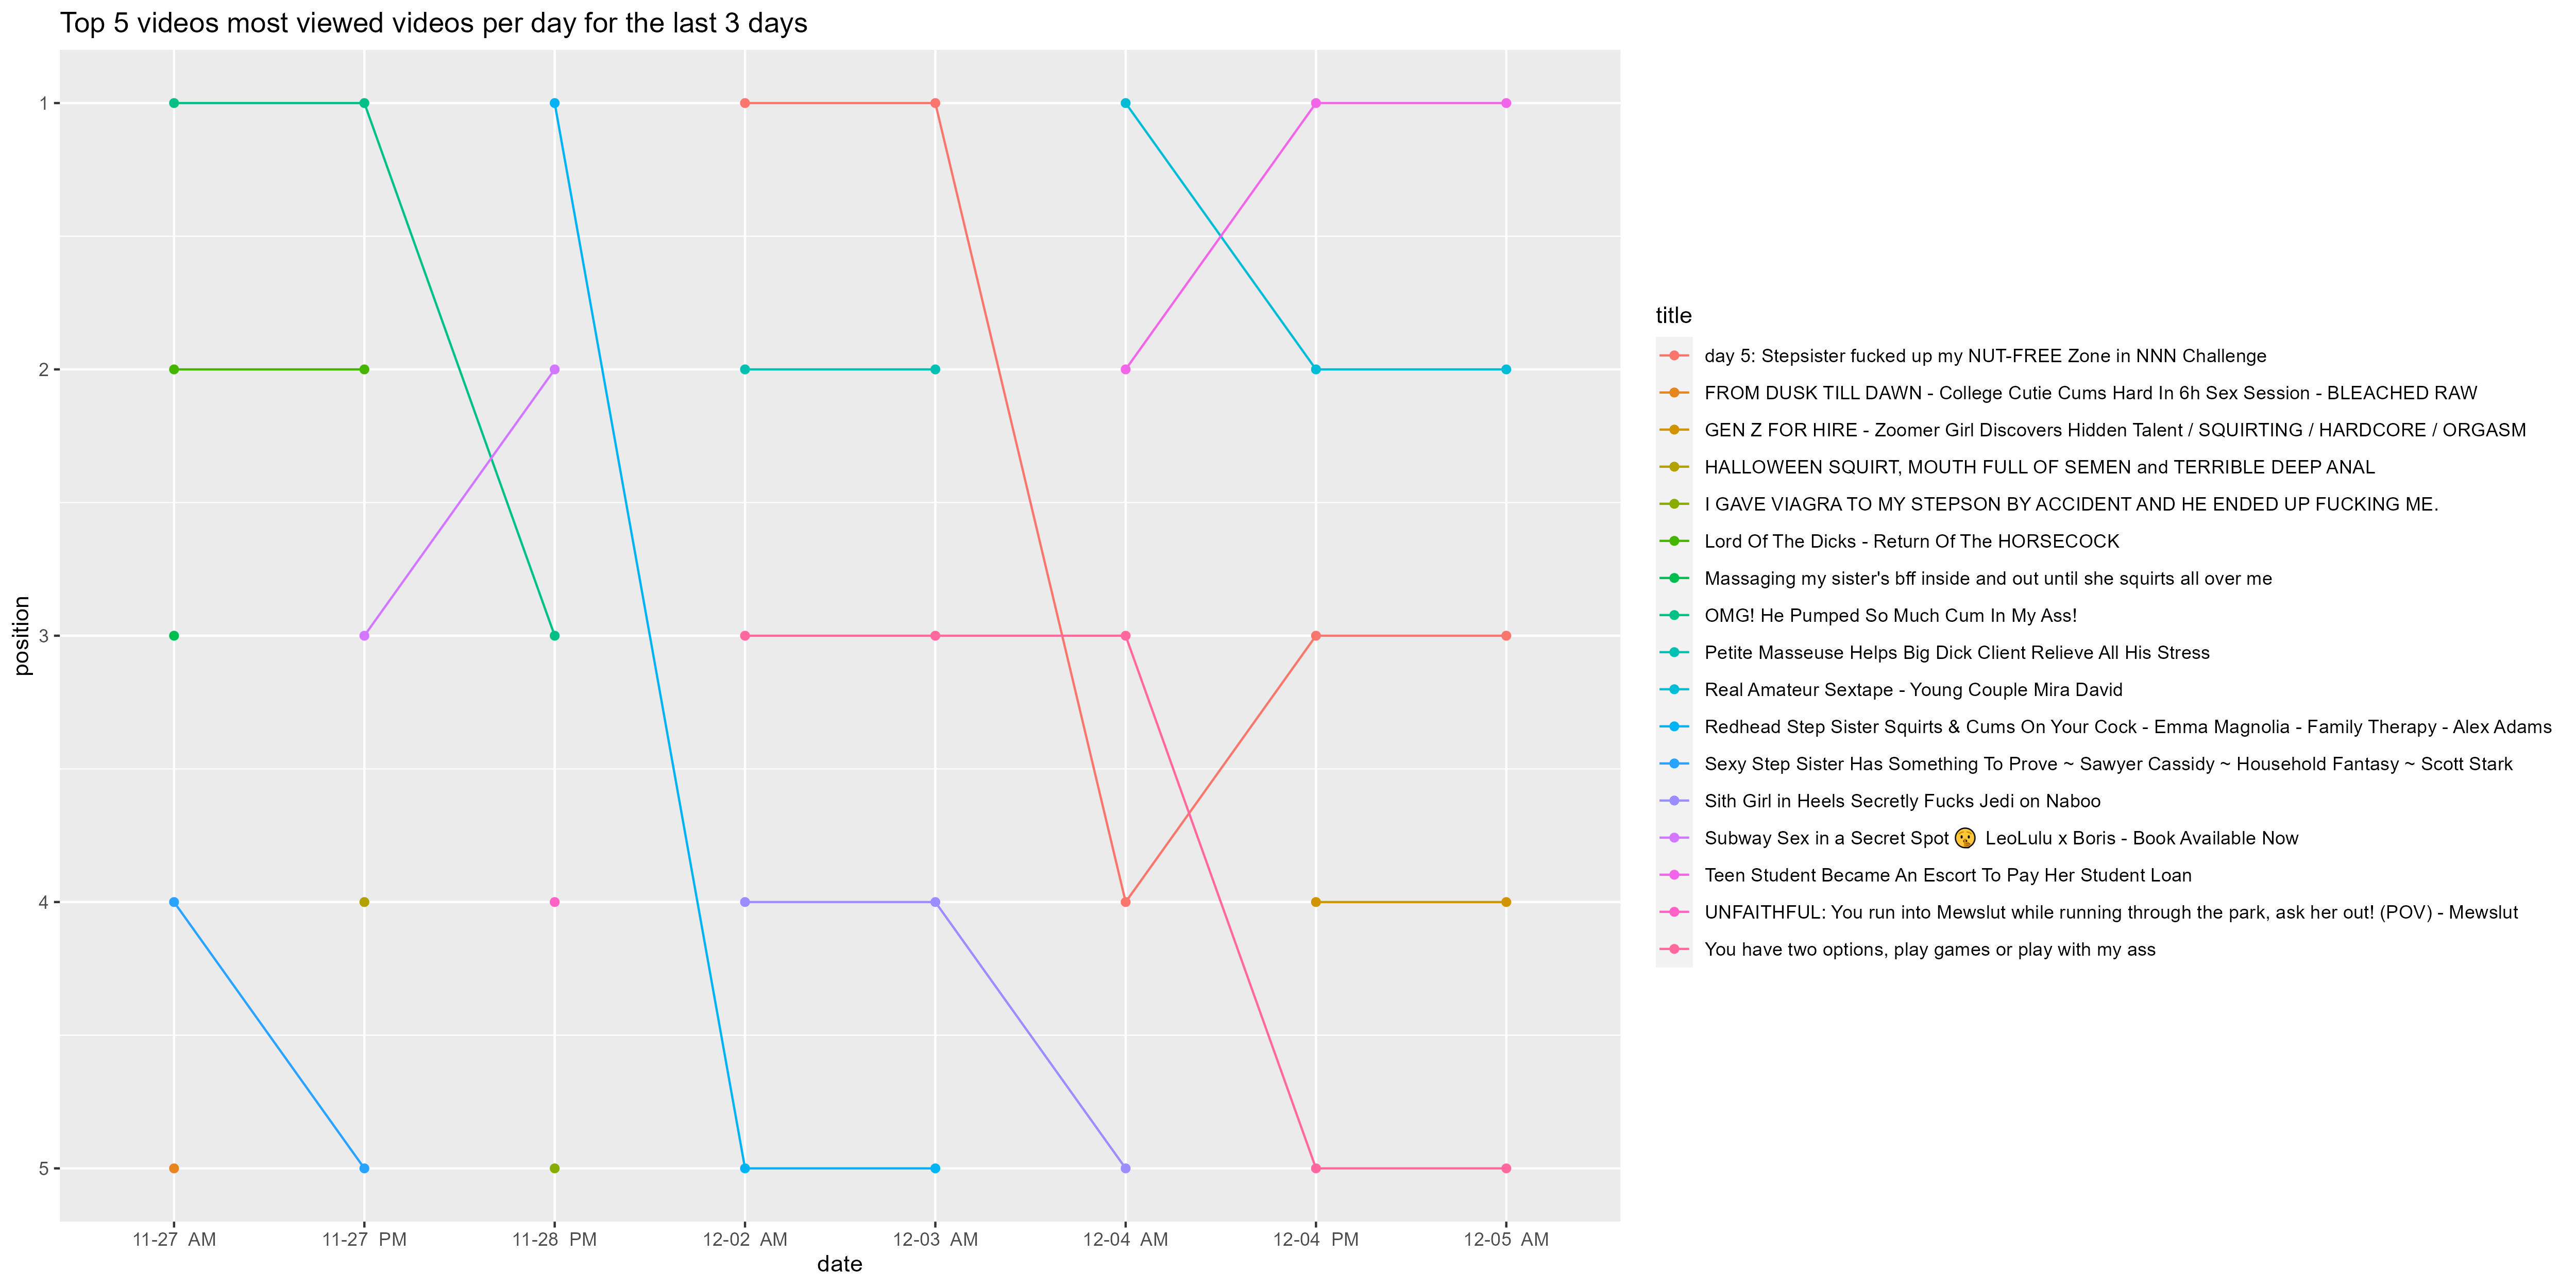 Top 5 videos most viewed videos per day for the last 3 days
position
1
2
3
4
5
11-27 AM
11-27 PM
11-28 PM
12-02 AM
12-03 AM
12-04 AM
12-04 PM
12-05 AM
date
title
day 5: Stepsister fucked up my NUT-FREE Zone in NNN Challenge
FROM DUSK TILL DAWN - College Cutie Cums Hard In 6h Sex Session - BLEACHED RAW
GEN Z FOR HIRE - Zoomer Girl Discovers Hidden Talent / SQUIRTING / HARDCORE / ORGASM
HALLOWEEN SQUIRT, MOUTH FULL OF SEMEN and TERRIBLE DEEP ANAL
I GAVE VIAGRA TO MY STEPSON BY ACCIDENT AND HE ENDED UP FUCKING ME.
Lord Of The Dicks - Return Of The HORSECOCK
Massaging my sister's bff inside and out until she squirts all over me
OMG! He Pumped So Much Cum In My Ass!
Petite Masseuse Helps Big Dick Client Relieve All His Stress
Real Amateur Sextape - Young Couple Mira David
Redhead Step Sister Squirts & Cums On Your Cock - Emma Magnolia - Family Therapy - Alex Adams
Sexy Step Sister Has Something To Prove ~ Sawyer Cassidy ~ Household Fantasy ~ Scott Stark
Sith Girl in Heels Secretly Fucks Jedi on Naboo
Subway Sex in a Secret Spot 🤫 LeoLulu x Boris - Book Available Now
Teen Student Became An Escort To Pay Her Student Loan
UNFAITHFUL: You run into Mewslut while running through the park, ask her out! (POV) - Mewslut
You have two options, play games or play with my ass